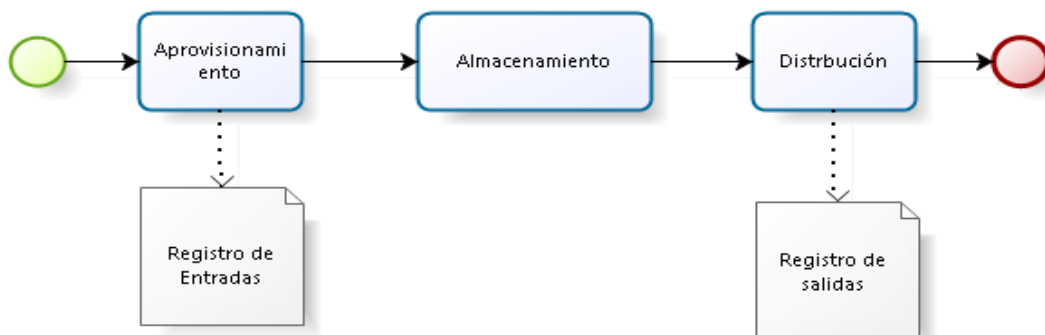 Aprovisionami
ento
Almacenamiento
Distrbución
Registro de
Entradas
Registro de
salidas